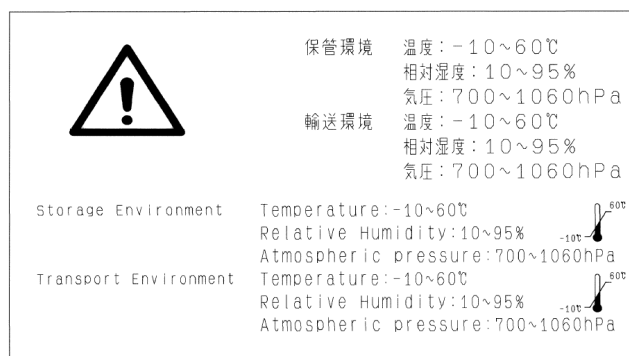 保管環境 温度：-10~60℃
相対湿度：10~95%
気圧：700~1060hPa
輸送環境 温度：-10~60℃
相対湿度：10~95%
気圧：700~1060hPa
Storage Environment Temperature:-10~60℃
Relative Humidity:10~95% -10℃ 60℃
Atmospheric pressure:700~1060hPa
Transport Environment Temperature:-10~60℃
Relative Humidity:10~95% -10℃ 60℃
Atmospheric pressure:700~1060hPa